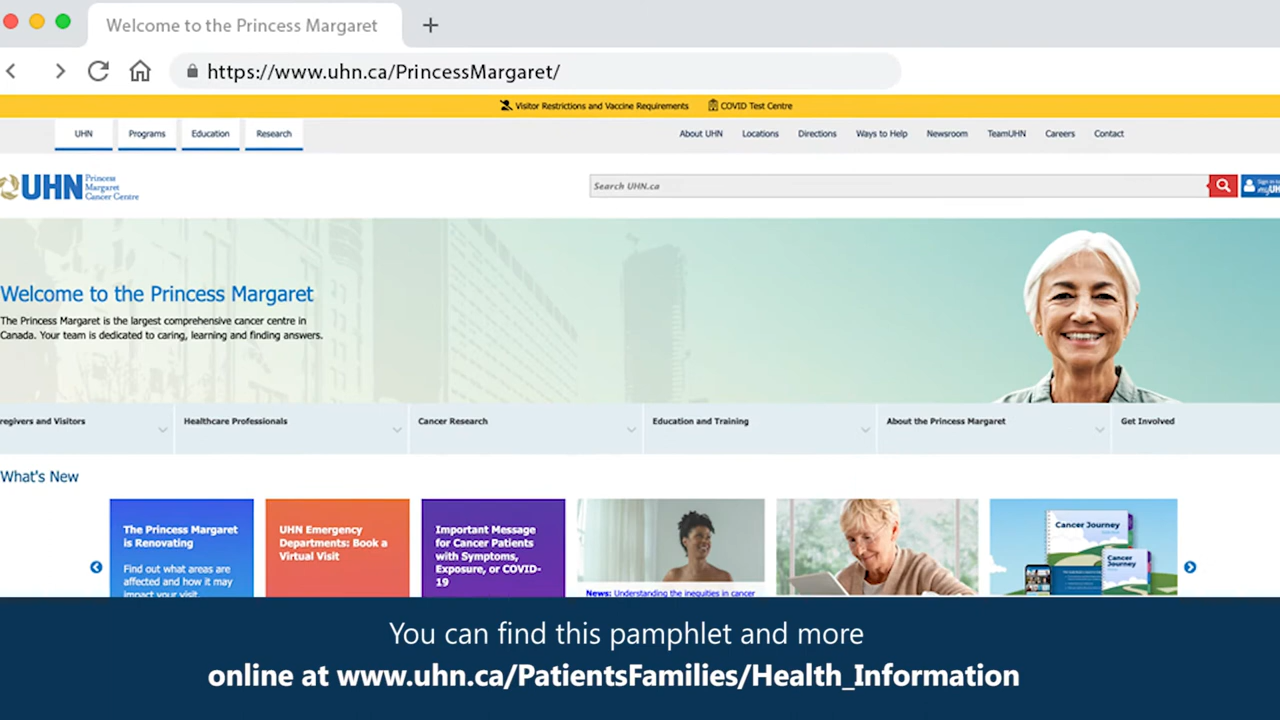 Welcome to the Princess Margaret
https://www.uhn.ca/PrincessMargaret/
Visitor Restrictions and Vaccine Requirements COVID Test Centre
UHN Programs Education Research
About UHN Locations Directions Ways to Help Newsroom TeamUHN Careers Contact
UHN Princess
Margaret
Cancer Centre
Search UHN.ca
Welcome to the Princess Margaret
The Princess Margaret is the largest comprehensive cancer centre in
Canada. Your team is dedicated to caring, learning and finding answers.
regivers and Visitors Healthcare Professionals Cancer Research Education and Training About the Princess Margaret Get Involved
What's New
The Princess Margaret
is Renovating
Find out what areas are
affected and how it may
impact your visit.
UHN Emergency
Departments: Book a
Virtual Visit
Important Message
for Cancer Patients
with Symptoms,
Exposure, or COVID-
19
News: Understanding the inequities in cancer
Cancer Journey
Cancer
Journey
You can find this pamphlet and more
online at www.uhn.ca/PatientsFamilies/Health_Information